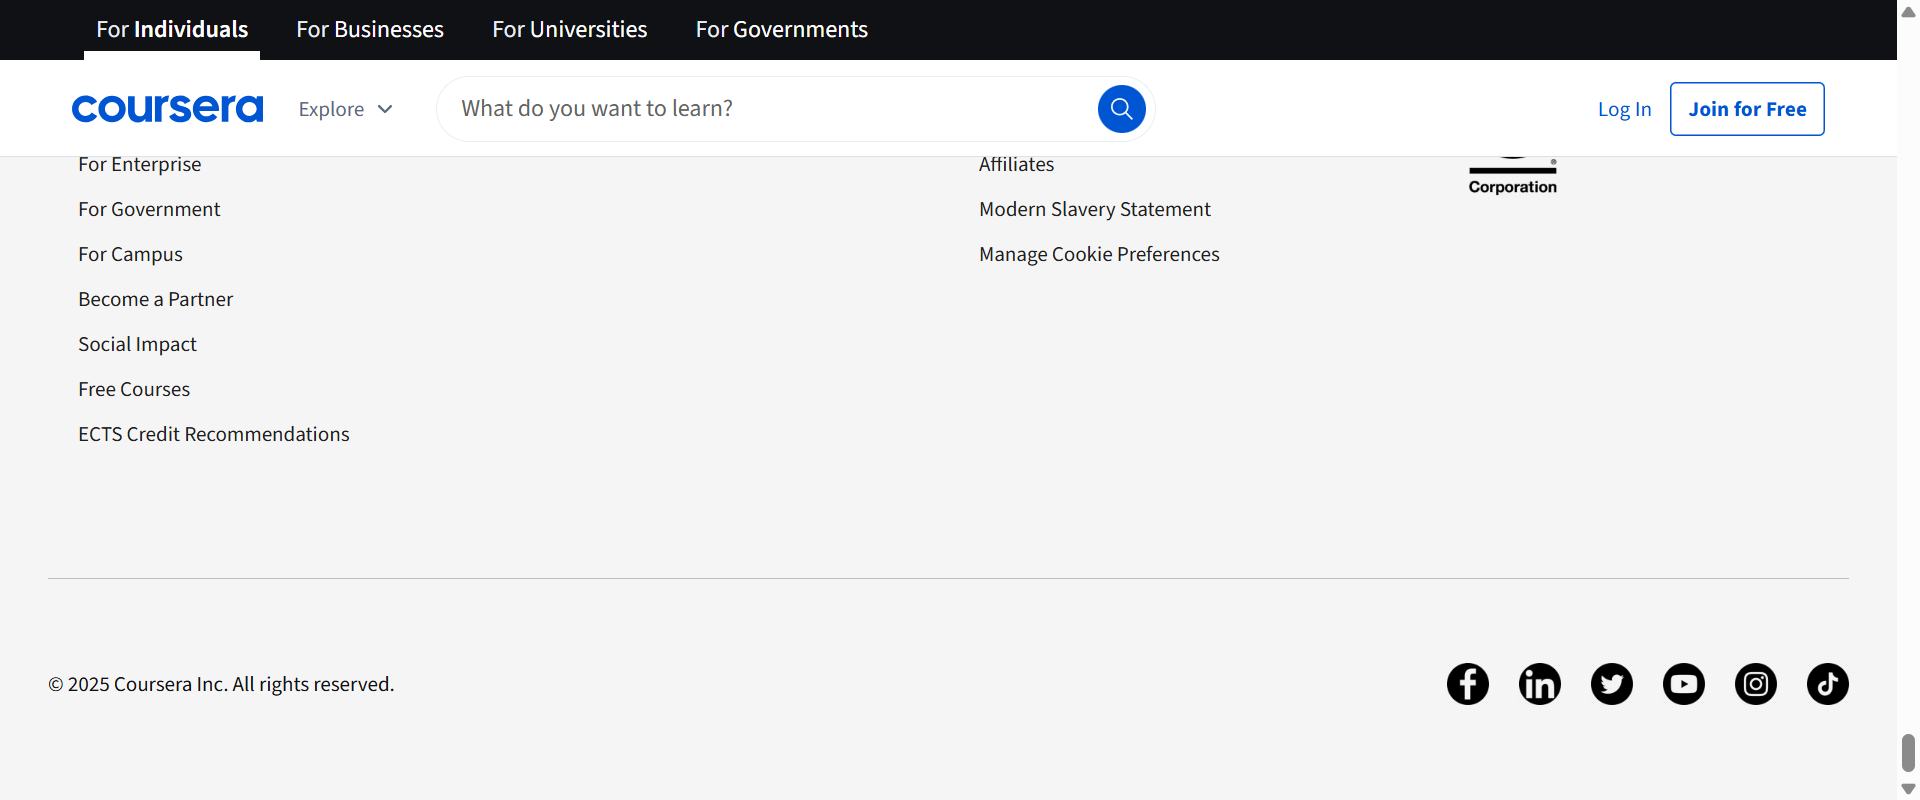 For Individuals
For Businesses
For Universities
For Governments
coursera
Explore
What do you want to learn?
Log In
Join for Free
For Enterprise
For Government
For Campus
Become a Partner
Social Impact
Free Courses
ECTS Credit Recommendations
Affiliates
Modern Slavery Statement
Manage Cookie Preferences
®
Corporation
© 2025 Coursera Inc. All rights reserved.